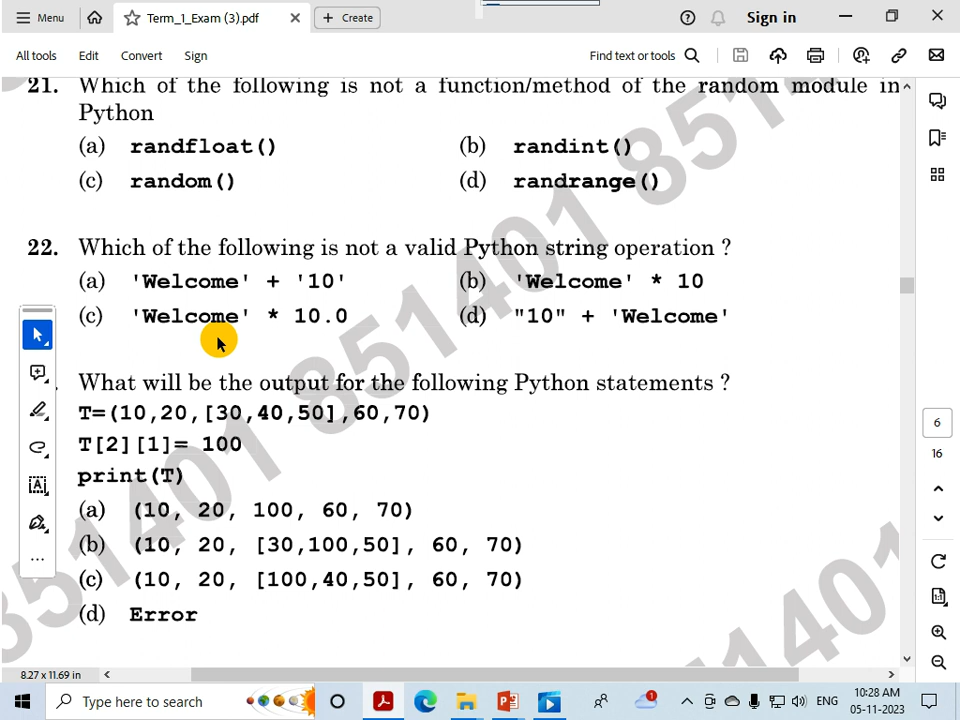 Menu
Term_1_Exam (3).pdf
Create
Sign in
All tools Edit Convert Sign
Find text or tools
21. Which of the following is not a function/method of the random module in
Python
(a) randfloat() (b) randint()
(c) random() (d) randrange()
22. Which of the following is not a valid Python string operation ?
(a) 'Welcome' + '10' (b) 'Welcome' * 10
(c) 'Welcome' * 10.0 (d) "10" + 'Welcome'
What will be the output for the following Python statements ?
T=(10,20,[30,40,50],60,70)
T[2][1]= 100
print(T)
(a) (10, 20, 100, 60, 70)
(b) (10, 20, [30,100,50], 60, 70)
(c) (10, 20, [100,40,50], 60, 70)
(d) Error
851401 851401 851401
851401
6
16
8.27 x 11.69 in
Type here to search
1
ENG
10:28 AM
05-11-2023